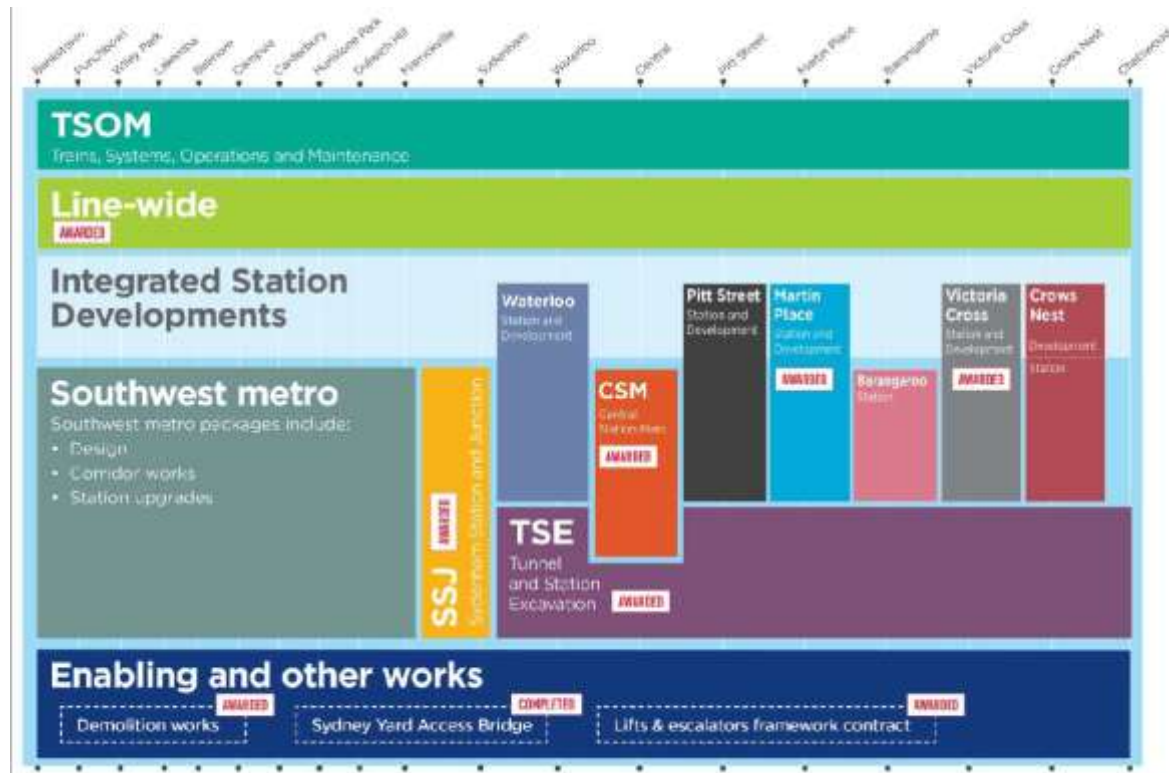 Bankstown
Punchbowl
Wiley Park
Lakemba
Belmore
Campsie
Canterbury
Hurlstone Park
Dulwich Hill
Marrickville
Sydenham
Waterloo
Central
Pitt Street
Martin Place
Barangaroo
Victoria Cross
Crows Nest
Chatswood
TSOM
Trains, Systems, Operations and Maintenance
Line-wide
AWARDED
Integrated Station
Developments
Waterloo
Station and
Development
Pitt Street
Station and
Development
Martin
Place
Station and
Development
AWARDED
Victoria
Cross
Station and
Development
AWARDED
Crows
Nest
Development
Station
Southwest metro
Southwest metro packages include:
• Design
• Corridor works
• Station upgrades
SSJ
Sydenham Station and Junction
AWARDED
CSM
Central
Station Main
AWARDED
Barangaroo
Station
TSE
Tunnel
and Station
Excavation
AWARDED
Enabling and other works
Demolition works
AWARDED
Sydney Yard Access Bridge
COMPLETED
Lifts & escalators framework contract
AWARDED